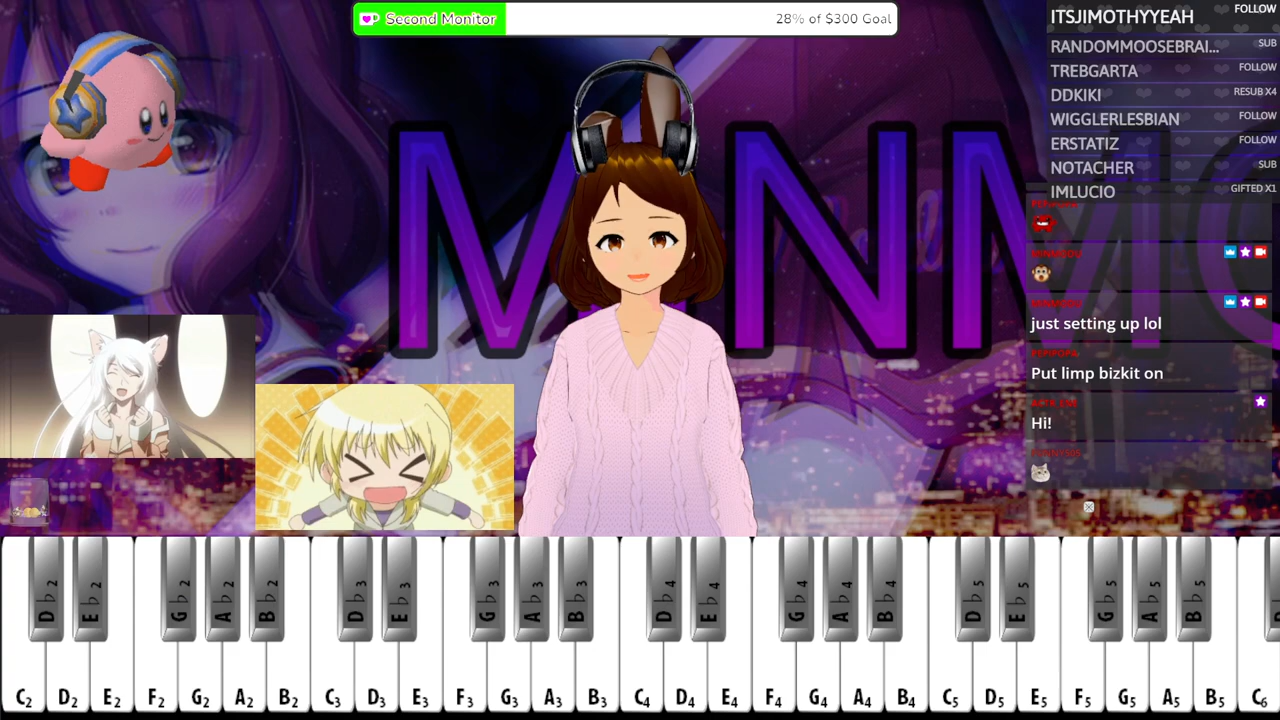 Second Monitor 28% of $300 Goal
ITSJIMOTHYYEAH FOLLOW
RANDOMMOOSEBRAI... SUB
TREBGARTA FOLLOW
DDKIKI RESUB X4
WIGGLERLESBIAN FOLLOW
ERSTATIZ FOLLOW
NOTACHER SUB
IMLUCIO GIFTED X1
just setting up lol
PEPIPOPA
Put limp bizkit on
Hi!
D♭2 E♭2 G♭2 A♭2 B♭2 D♭3 E♭3 G♭3 A♭3 B♭3 D♭4 E♭4 G♭4 A♭4 B♭4 D♭5 E♭5 G♭5 A♭5 B♭5
C2 D2 E2 F2 G2 A2 B2 C3 D3 E3 F3 G3 A3 B3 C4 D4 E4 F4 G4 A4 B4 C5 D5 E5 F5 G5 A5 B5 C6